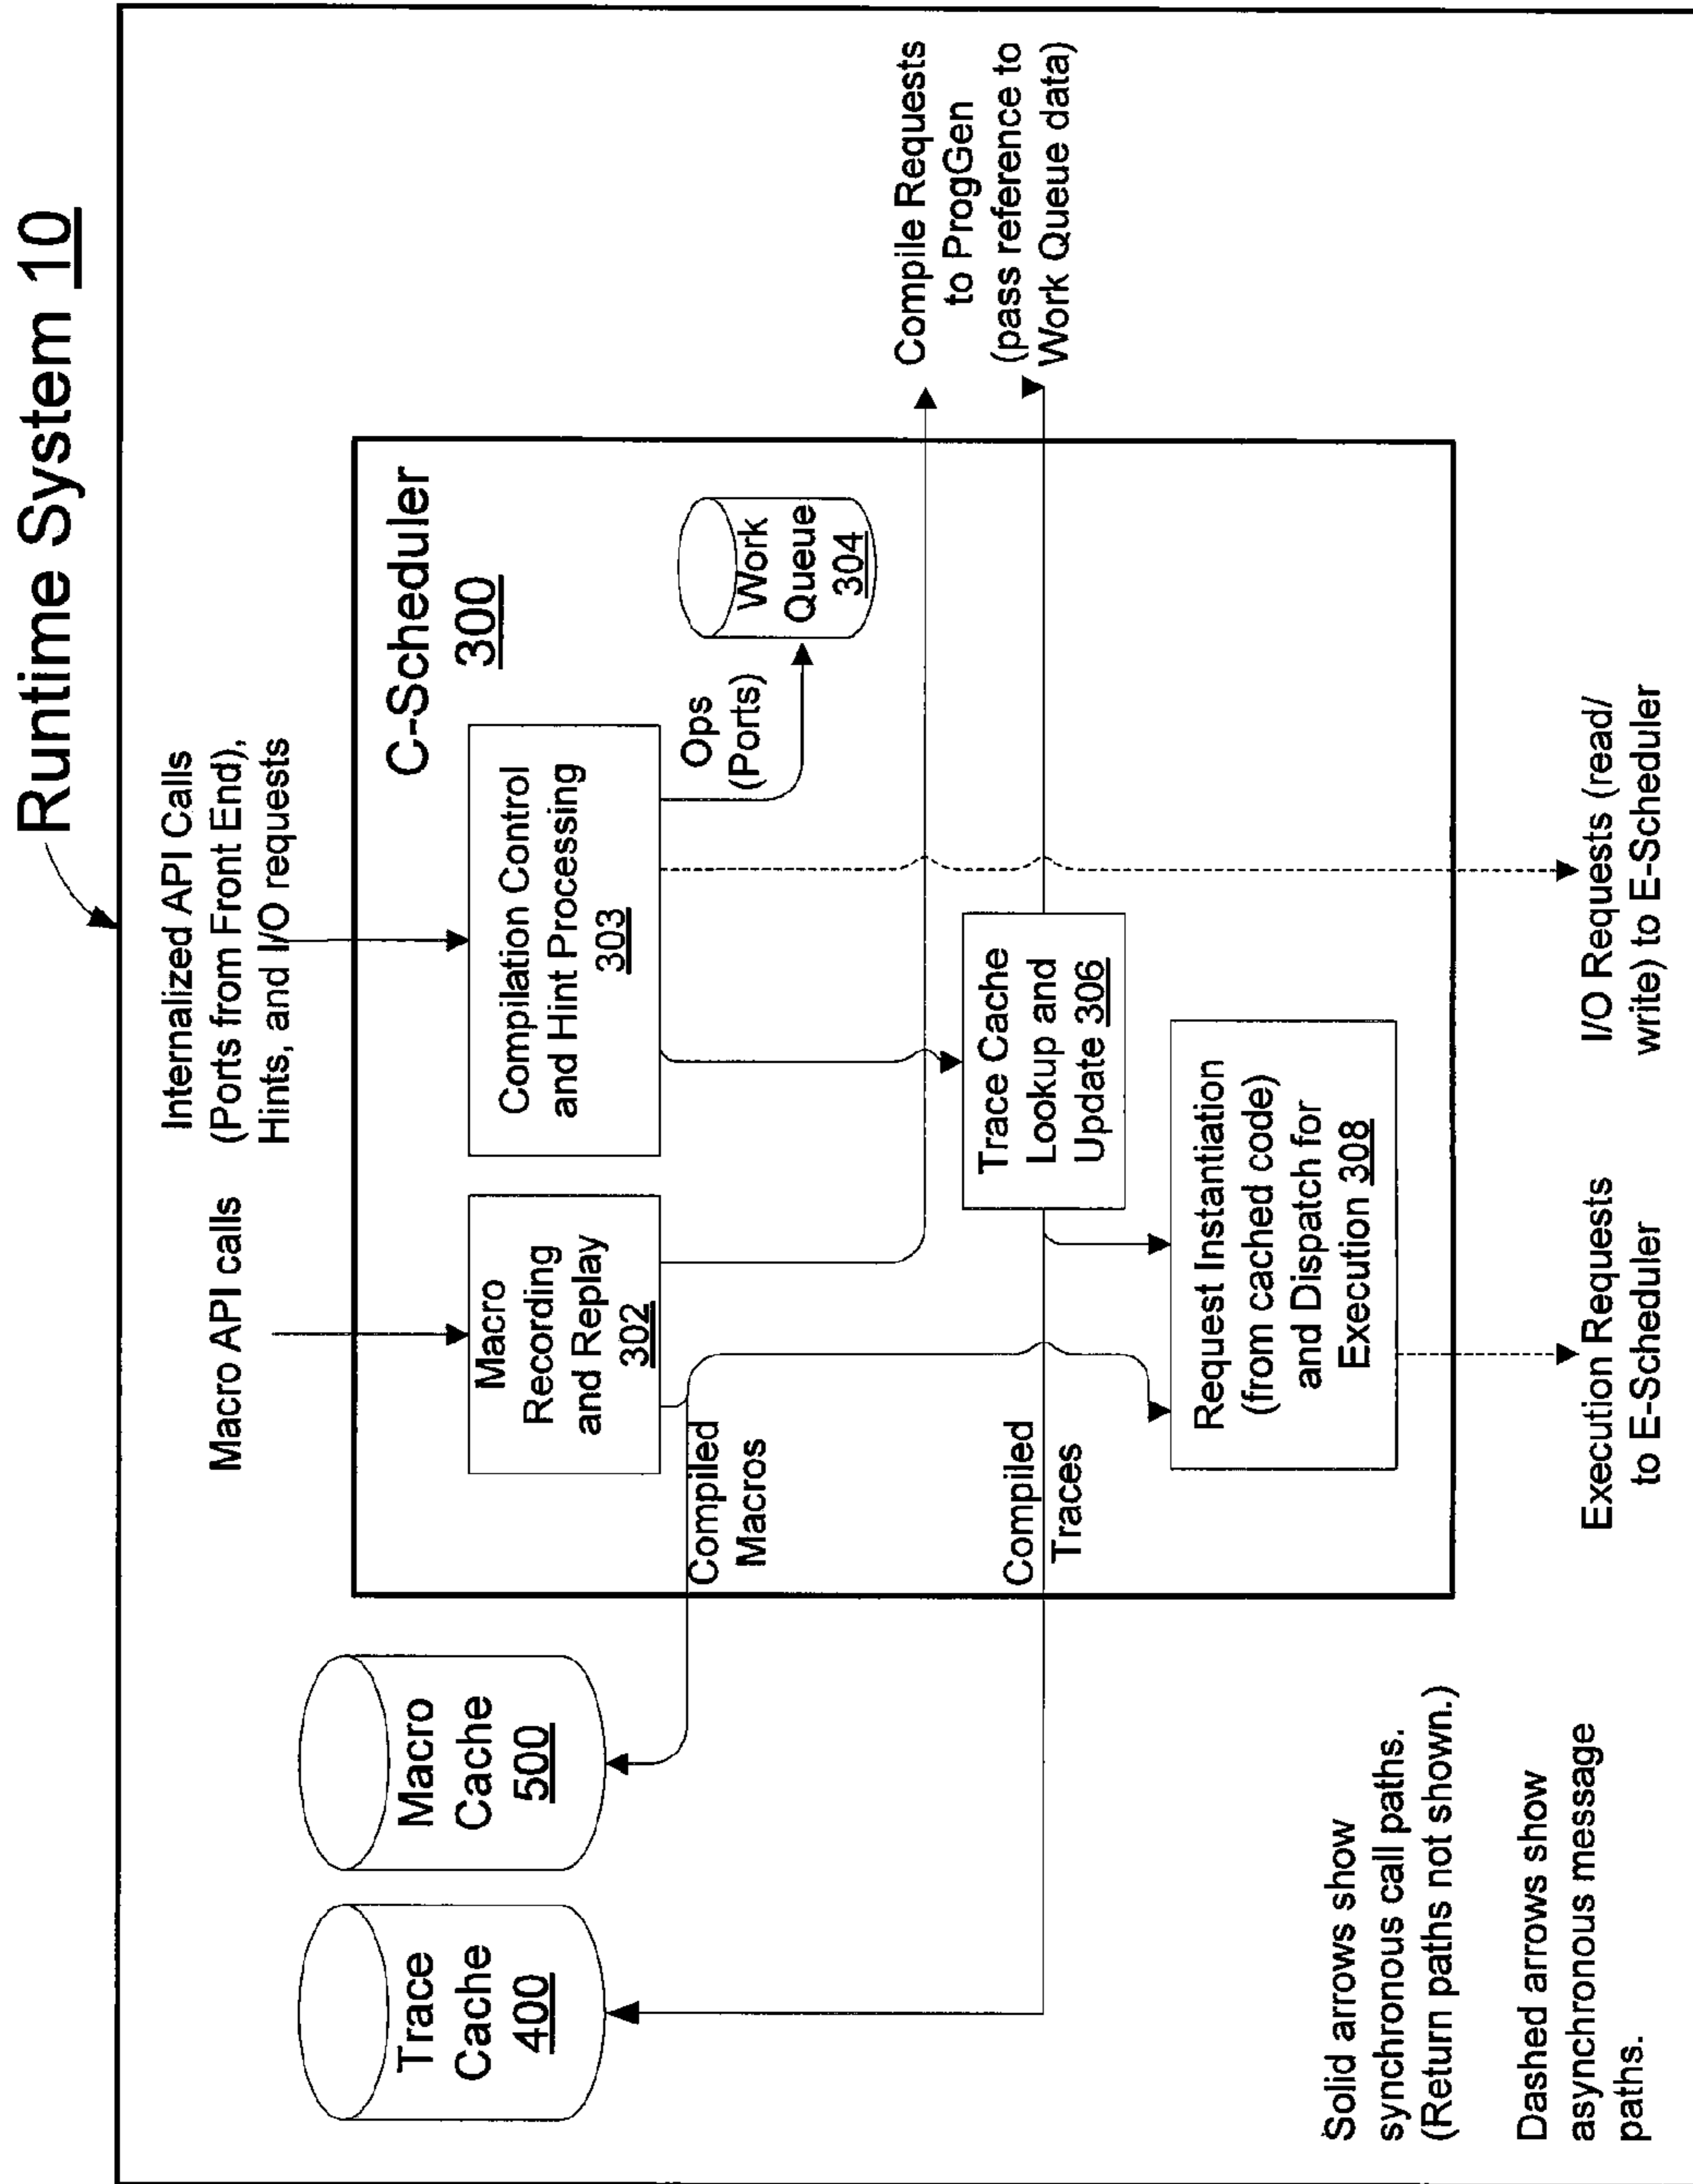 Runtime System 10
Macro API calls
Internalized API Calls
(Ports from Front End),
Hints, and I/O requests
Trace
Cache
400
Macro
Cache
500
C-Scheduler
300
Macro
Recording
and Replay
302
Compilation Control
and Hint Processing
303
Ops
(Ports)
Work
Queue
304
Compiled
Macros
Compiled
Traces
Trace Cache
Lookup and
Update 306
Request Instantiation
(from cached code)
and Dispatch for
Execution 308
Compile Requests
to ProgGen
(pass reference to
Work Queue data)
Solid arrows show
synchronous call paths.
(Return paths not shown.)
Dashed arrows show
asynchronous message
paths.
Execution Requests
to E-Scheduler
I/O Requests (read/
write) to E-Scheduler